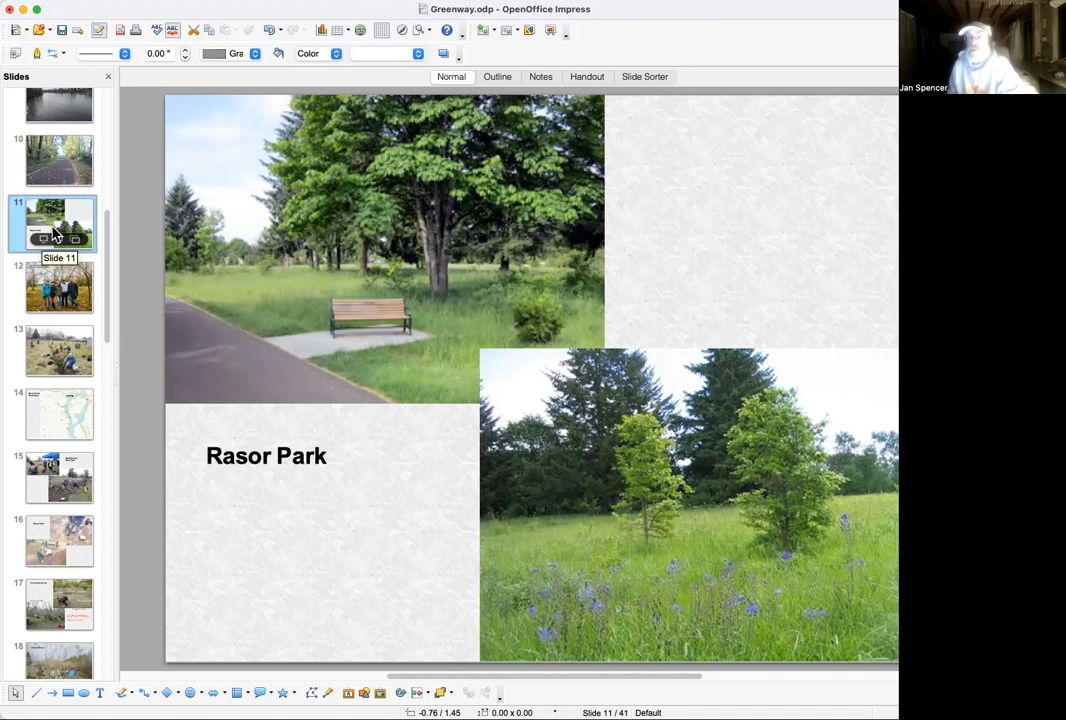 Greenway.odp - OpenOffice Impress
0.00 "
Gra
Color
Slides
Normal
Outline
Notes
Handout
Slide Sorter
Jan Spencer
10
11
Slide 11
12
13
14
15
16
17
18
Rasor Park
-0.76 / 1.45
0.00 x 0.00
*
Slide 11 / 41
Default